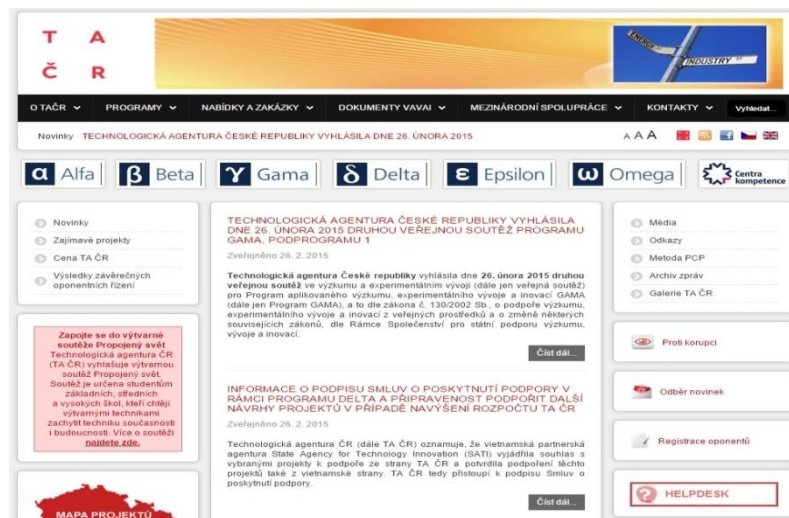 T A
Č R
ENERGY ST
INDUSTRY ST
O TAČR PROGRAMY NABÍDKY A ZAKÁZKY DOKUMENTY VAVAI MEZINÁRODNÍ SPOLUPRÁCE KONTAKTY Vyhledat...
Novinky TECHNOLOGICKÁ AGENTURA ČESKÉ REPUBLIKY VYHLÁSILA DNE 26. ÚNORA 2015 A A A
α Alfa β Beta γ Gama δ Delta ε Epsilon ω Omega Centra
kompetence
Novinky
Zajímavé projekty
Cena TA ČR
Výsledky závěrečných
oponentních řízení
Zapojte se do výtvarné
soutěže Propojený svět
Technologická agentura ČR
(TA ČR) vyhlašuje výtvarnou
soutěž Propojený svět.
Soutěž je určena studentům
základních, středních
a vysokých škol, kteří chtějí
výtvarnými technikami
zachytit techniku současnosti
i budoucnosti. Více o soutěži
najdete zde.
MAPA PROJEKTŮ
TECHNOLOGICKÁ AGENTURA ČESKÉ REPUBLIKY VYHLÁSILA
DNE 26. ÚNORA 2015 DRUHOU VEŘEJNOU SOUTĚŽ PROGRAMU
GAMA, PODPROGRAMU 1
Zveřejněno 26. 2. 2015
Technologická agentura České republiky vyhlásila dne 26. února 2015 druhou
veřejnou soutěž ve výzkumu a experimentálním vývoji (dále jen veřejná soutěž)
pro Program aplikovaného výzkumu, experimentálního vývoje a inovací GAMA
(dále jen Program GAMA), a to dle zákona č. 130/2002 Sb., o podpoře výzkumu,
experimentálního vývoje a inovací z veřejných prostředků a o změně některých
souvisejících zákonů, dle Rámce Společenství pro státní podporu výzkumu,
vývoje a inovací.
Číst dál...
INFORMACE O PODPISU SMLUV O POSKYTNUTÍ PODPORY V
RÁMCI PROGRAMU DELTA A PŘIPRAVENOST PODPOŘIT DALŠÍ
NÁVRHY PROJEKTŮ V PŘÍPADĚ NAVÝŠENÍ ROZPOČTU TA ČR
Zveřejněno 26. 2. 2015
Technologická agentura ČR (dále TA ČR) oznamuje, že vietnamská partnerská
agentura State Agency for Technology Innovation (SATI) vyjádřila souhlas s
vybranými projekty k podpoře ze strany TA ČR a potvrdila podpoření těchto
projektů také z vietnamské strany. TA ČR tedy přistoupí k podpisu Smluv o
poskytnutí podpory.
Číst dál...
Média
Odkazy
Metoda PCP
Archiv zpráv
Galerie TA ČR
Proti korupci
Odběr novinek
Registrace oponentů
HELPDESK